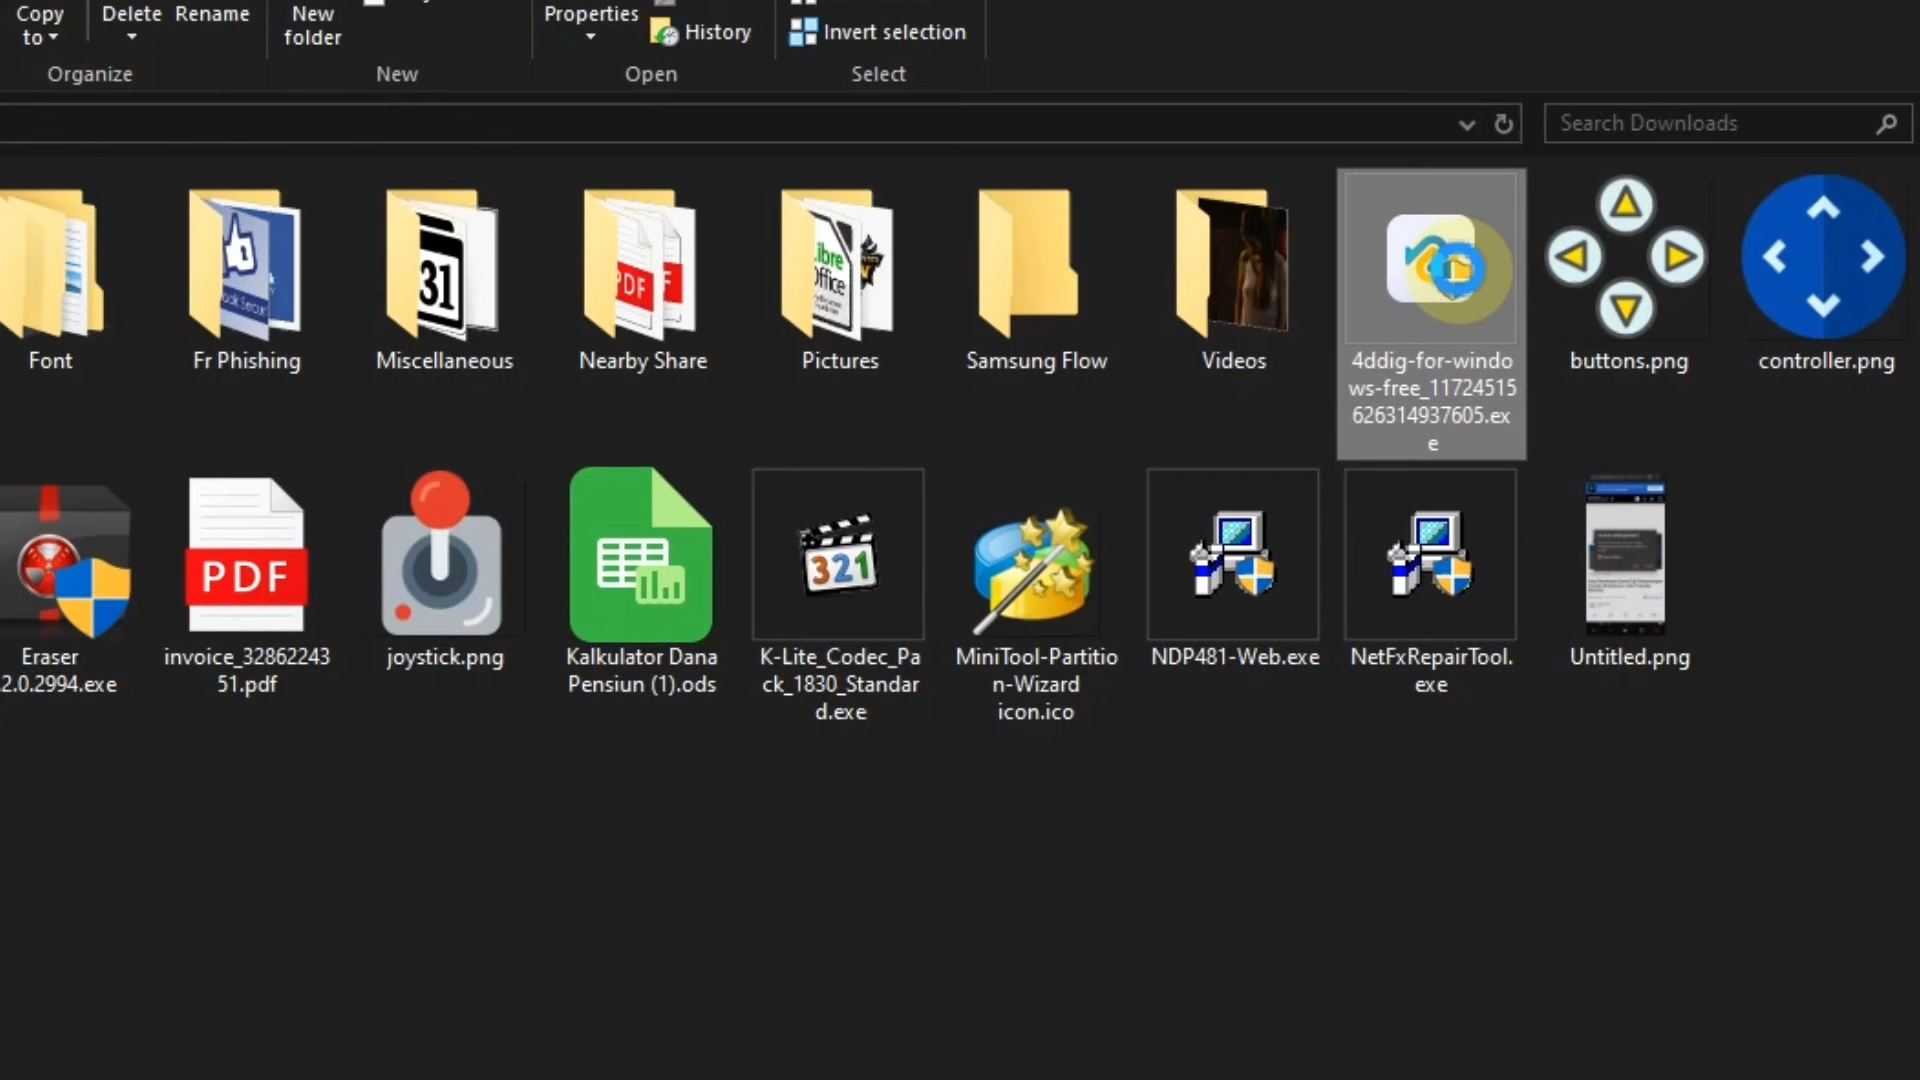 Copy
to
Delete
Rename
New
folder
Properties
History
Invert selection
Organize
New
Open
Select
Search Downloads
31
PDF
Libre
Office
Font
Fr Phishing
Miscellaneous
Nearby Share
Pictures
Samsung Flow
Videos
4ddig-for-windo
ws-free_11724515
626314937605.ex
e
buttons.png
controller.png
PDF
321
Eraser
2.0.2994.exe
invoice_32862243
51.pdf
joystick.png
Kalkulator Dana
Pensiun (1).ods
K-Lite_Codec_Pa
ck_1830_Standar
d.exe
MiniTool-Partitio
n-Wizard
icon.ico
NDP481-Web.exe
NetFxRepairTool.
exe
Untitled.png